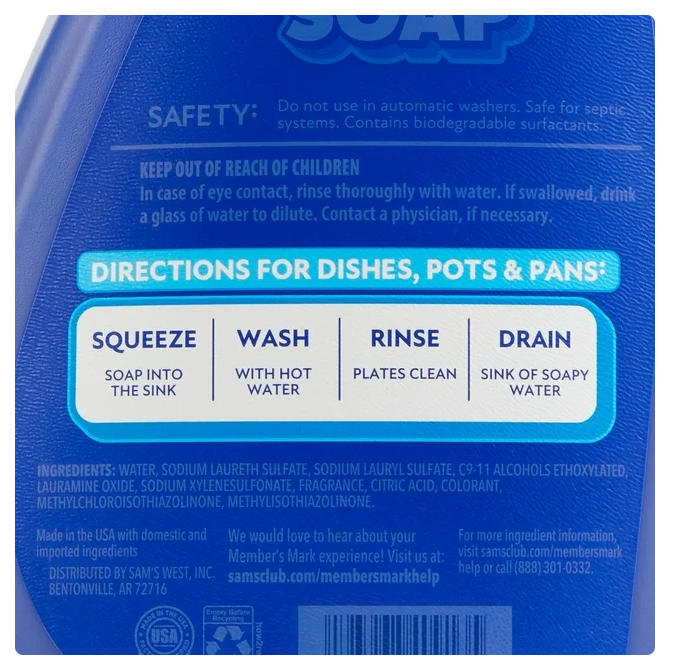 SOAP
SAFETY:
Do not use in automatic washers. Safe for septic
systems. Contains biodegradable surfactants.
KEEP OUT OF REACH OF CHILDREN
In case of eye contact, rinse thoroughly with water. If swallowed, drink
a glass of water to dilute. Contact a physician, if necessary.
DIRECTIONS FOR DISHES, POTS & PANS:
SQUEEZE
SOAP INTO
THE SINK
WASH
WITH HOT
WATER
RINSE
PLATES CLEAN
DRAIN
SINK OF SOAPY
WATER
INGREDIENTS: WATER, SODIUM LAURETH SULFATE, SODIUM LAURYL SULFATE, C9-11 ALCOHOLS ETHOXYLATED,
LAURAMINE OXIDE, SODIUM XYLENESULFONATE, FRAGRANCE, CITRIC ACID, COLORANT,
METHYLCHLOROISOTHIAZOLINONE, METHYLISOTHIAZOLINONE.
Made in the USA with domestic and
imported ingredients
DISTRIBUTED BY SAM'S WEST, INC.
BENTONVILLE, AR 72716
We would love to hear about your
Member's Mark experience! Visit us at:
samsclub.com/membersmarkhelp
For more ingredient information,
visit samsclub.com/membersmark
help or call (888) 301-0332.
MADE IN THE USA
USA
Empty Before
Recycling